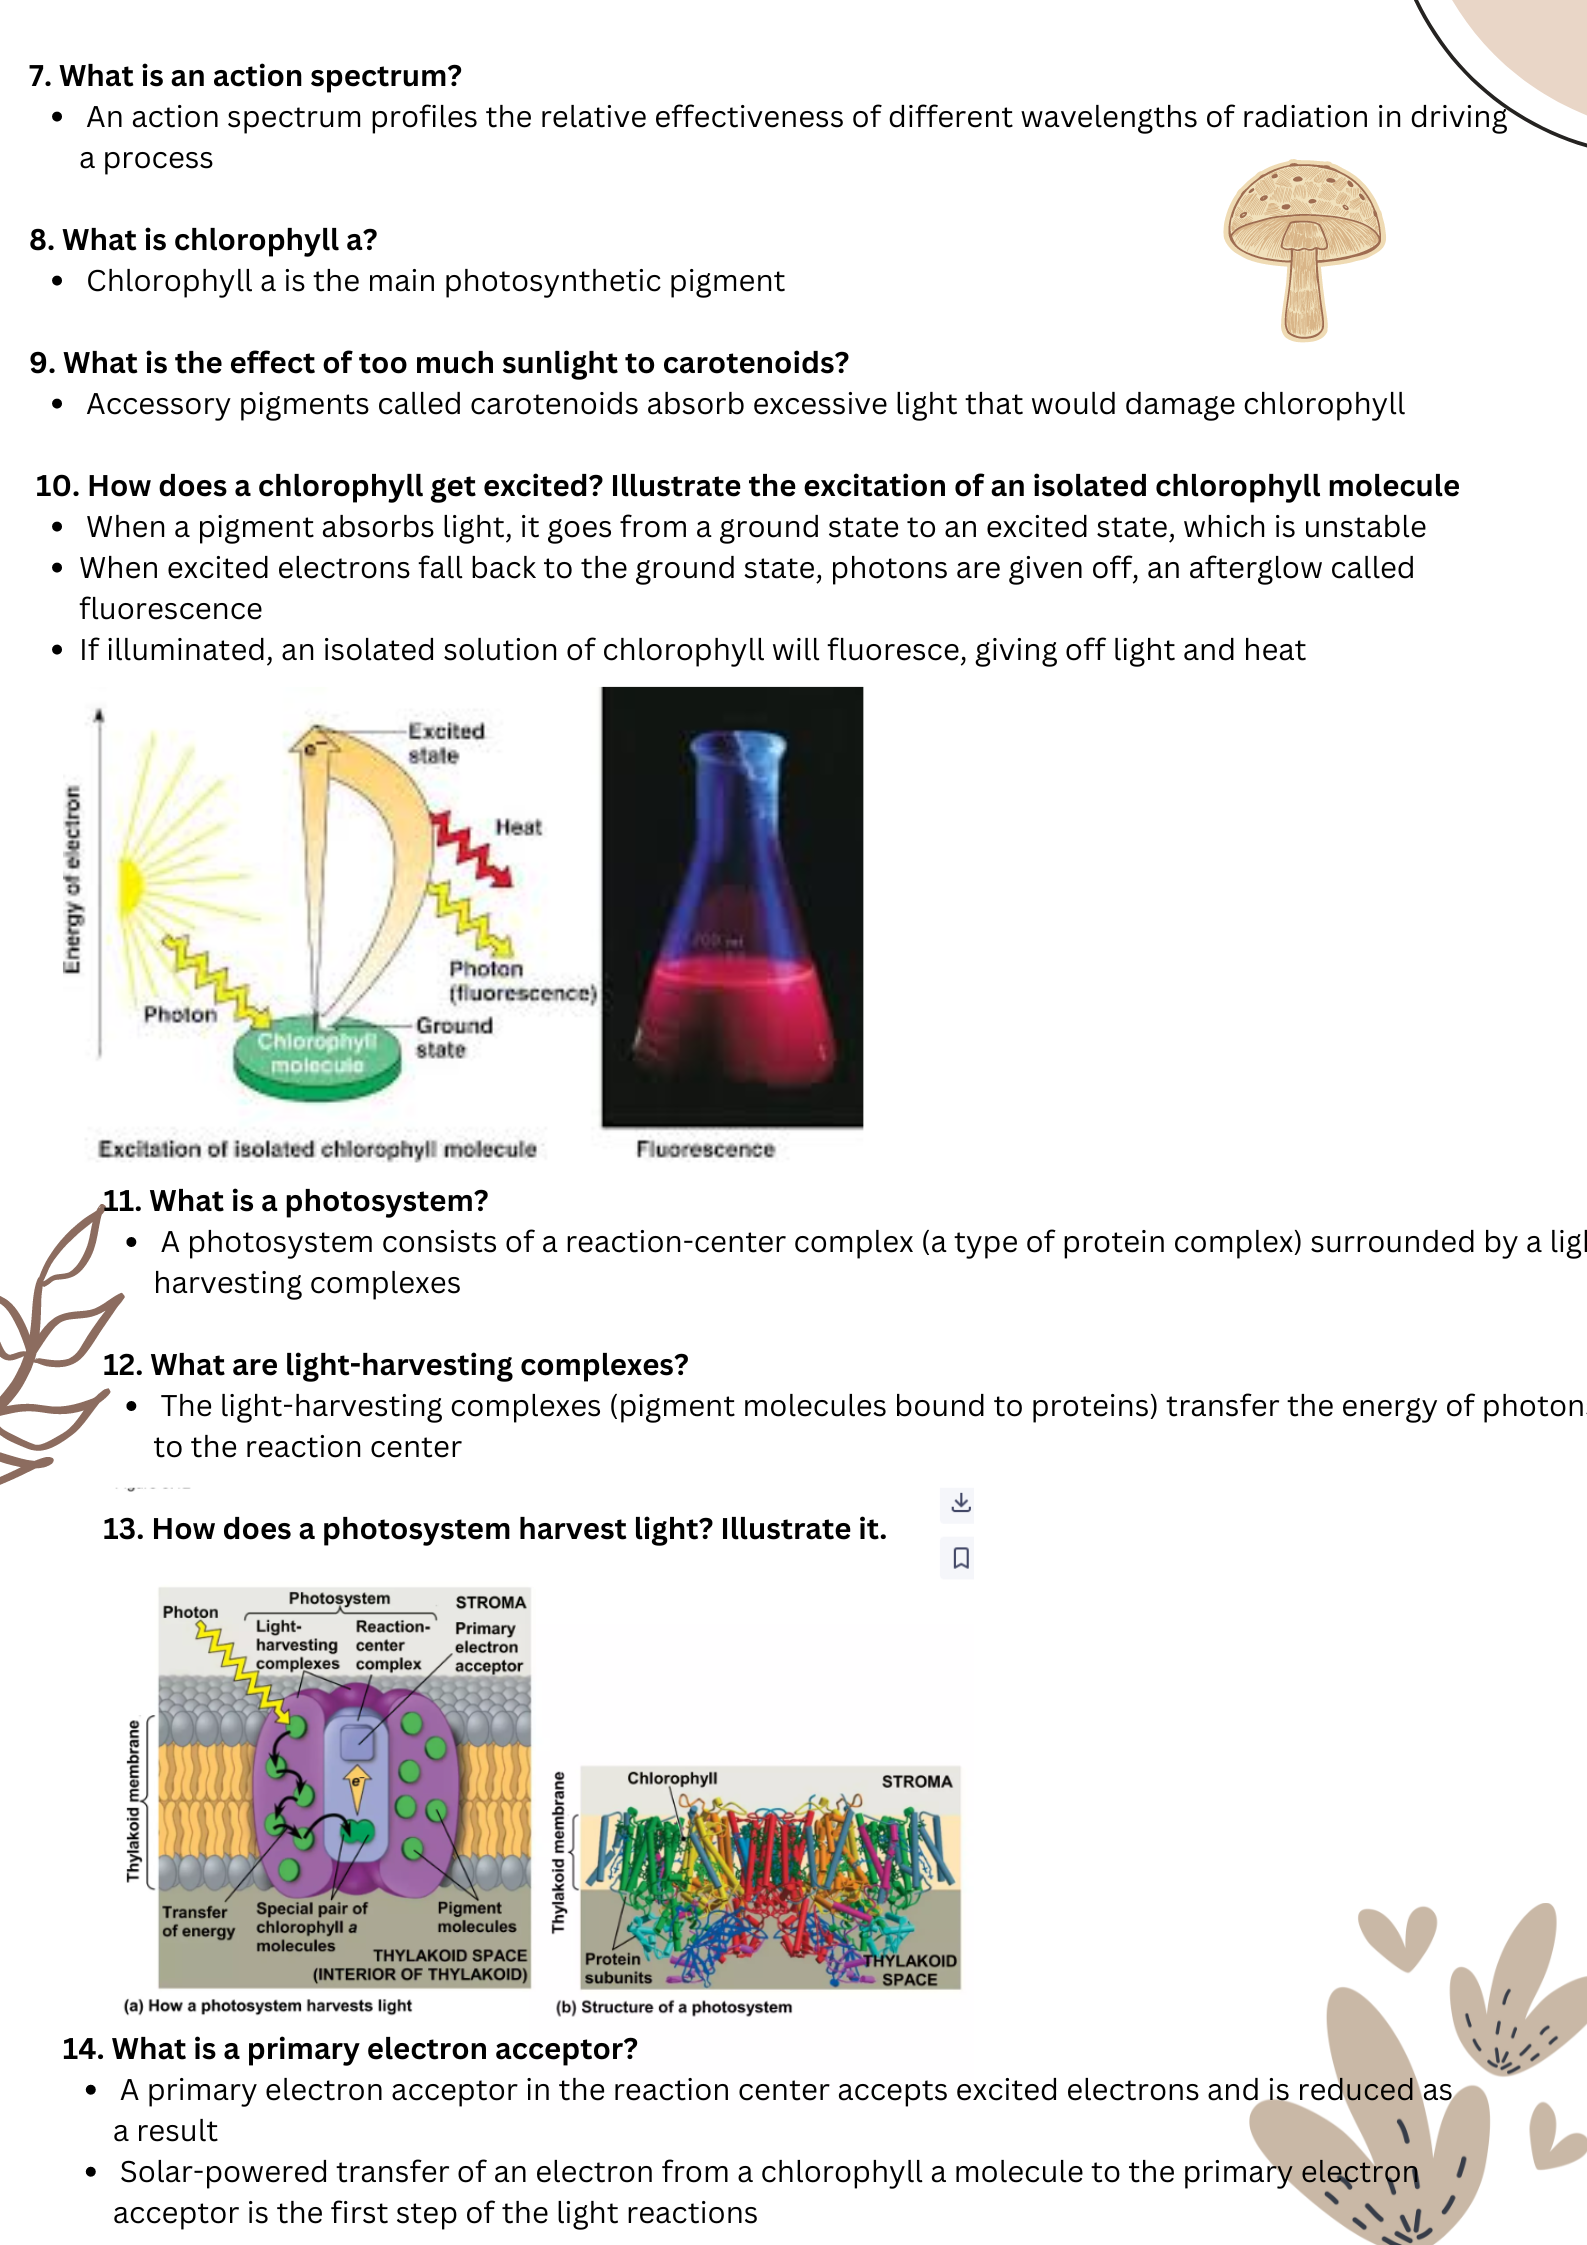 7. What is an action spectrum?
• An action spectrum profiles the relative effectiveness of different wavelengths of radiation in driving
a process
8. What is chlorophyll a?
• Chlorophyll a is the main photosynthetic pigment
9. What is the effect of too much sunlight to carotenoids?
• Accessory pigments called carotenoids absorb excessive light that would damage chlorophyll
10. How does a chlorophyll get excited? Illustrate the excitation of an isolated chlorophyll molecule
• When a pigment absorbs light, it goes from a ground state to an excited state, which is unstable
• When excited electrons fall back to the ground state, photons are given off, an afterglow called
fluorescence
• If illuminated, an isolated solution of chlorophyll will fluoresce, giving off light and heat
Energy of electron
e⁻
Excited
state
Heat
Photon
(fluorescence)
Photon
Ground
state
Chlorophyll
molecule
Excitation of isolated chlorophyll molecule
Fluorescence
11. What is a photosystem?
• A photosystem consists of a reaction-center complex (a type of protein complex) surrounded by a
harvesting complexes
12. What are light-harvesting complexes?
• The light-harvesting complexes (pigment molecules bound to proteins) transfer the energy of photons
to the reaction center
13. How does a photosystem harvest light? Illustrate it.
Photosystem
STROMA
Photon
Light-
harvesting
complexes
Reaction-
center
complex
Primary
electron
acceptor
Thylakoid membrane
e⁻
Transfer
of energy
Special pair of
chlorophyll a
molecules
Pigment
molecules
THYLAKOID SPACE
(INTERIOR OF THYLAKOID)
(a) How a photosystem harvests light
Chlorophyll
STROMA
Thylakoid membrane
Protein
subunits
THYLAKOID
SPACE
(b) Structure of a photosystem
14. What is a primary electron acceptor?
• A primary electron acceptor in the reaction center accepts excited electrons and is reduced as
a result
• Solar-powered transfer of an electron from a chlorophyll a molecule to the primary electron
acceptor is the first step of the light reactions